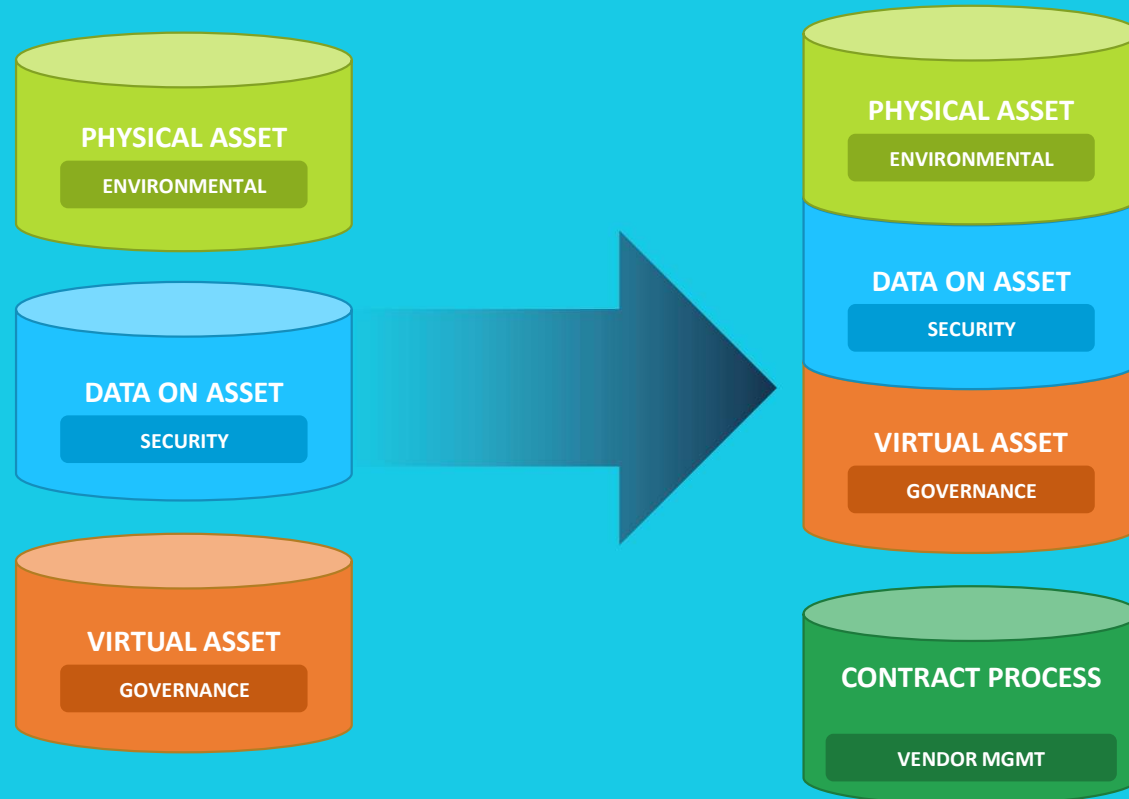 PHYSICAL ASSET
ENVIRONMENTAL
DATA ON ASSET
SECURITY
VIRTUAL ASSET
GOVERNANCE
PHYSICAL ASSET
ENVIRONMENTAL
DATA ON ASSET
SECURITY
VIRTUAL ASSET
GOVERNANCE
CONTRACT PROCESS
VENDOR MGMT